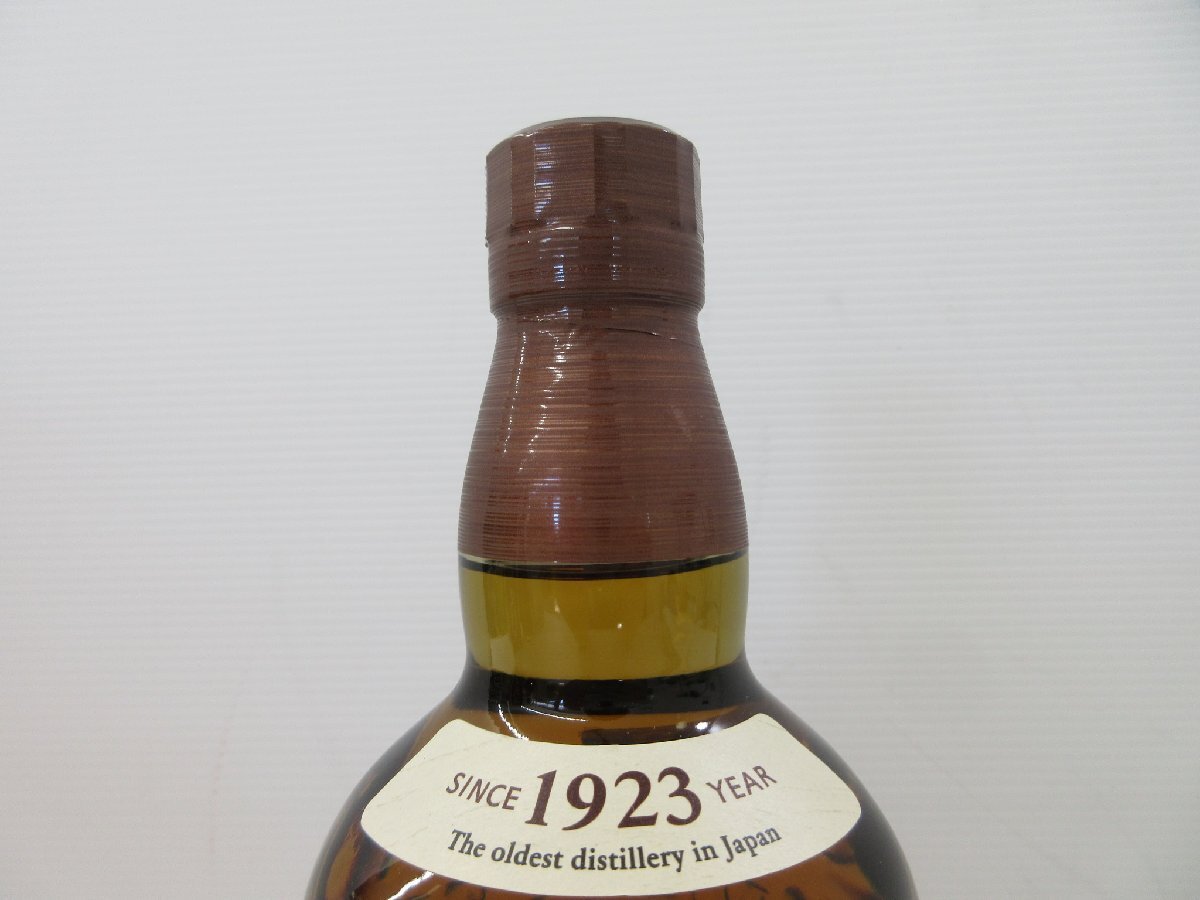 SINCE 1923 YEAR
The oldest distillery in Japan